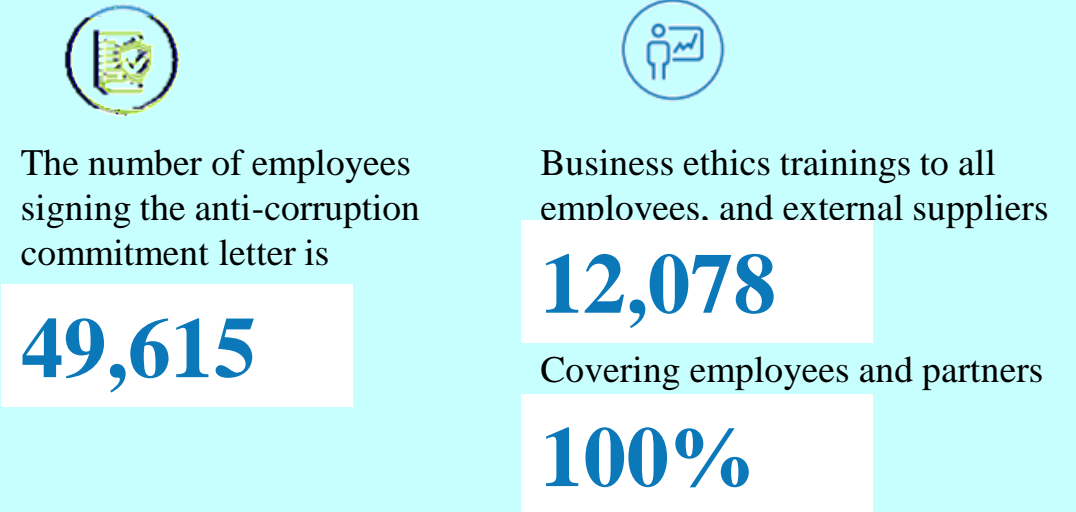 The number of employees
signing the anti-corruption
commitment letter is
49,615
Business ethics trainings to all
employees, and external suppliers
12,078
Covering employees and partners
100%